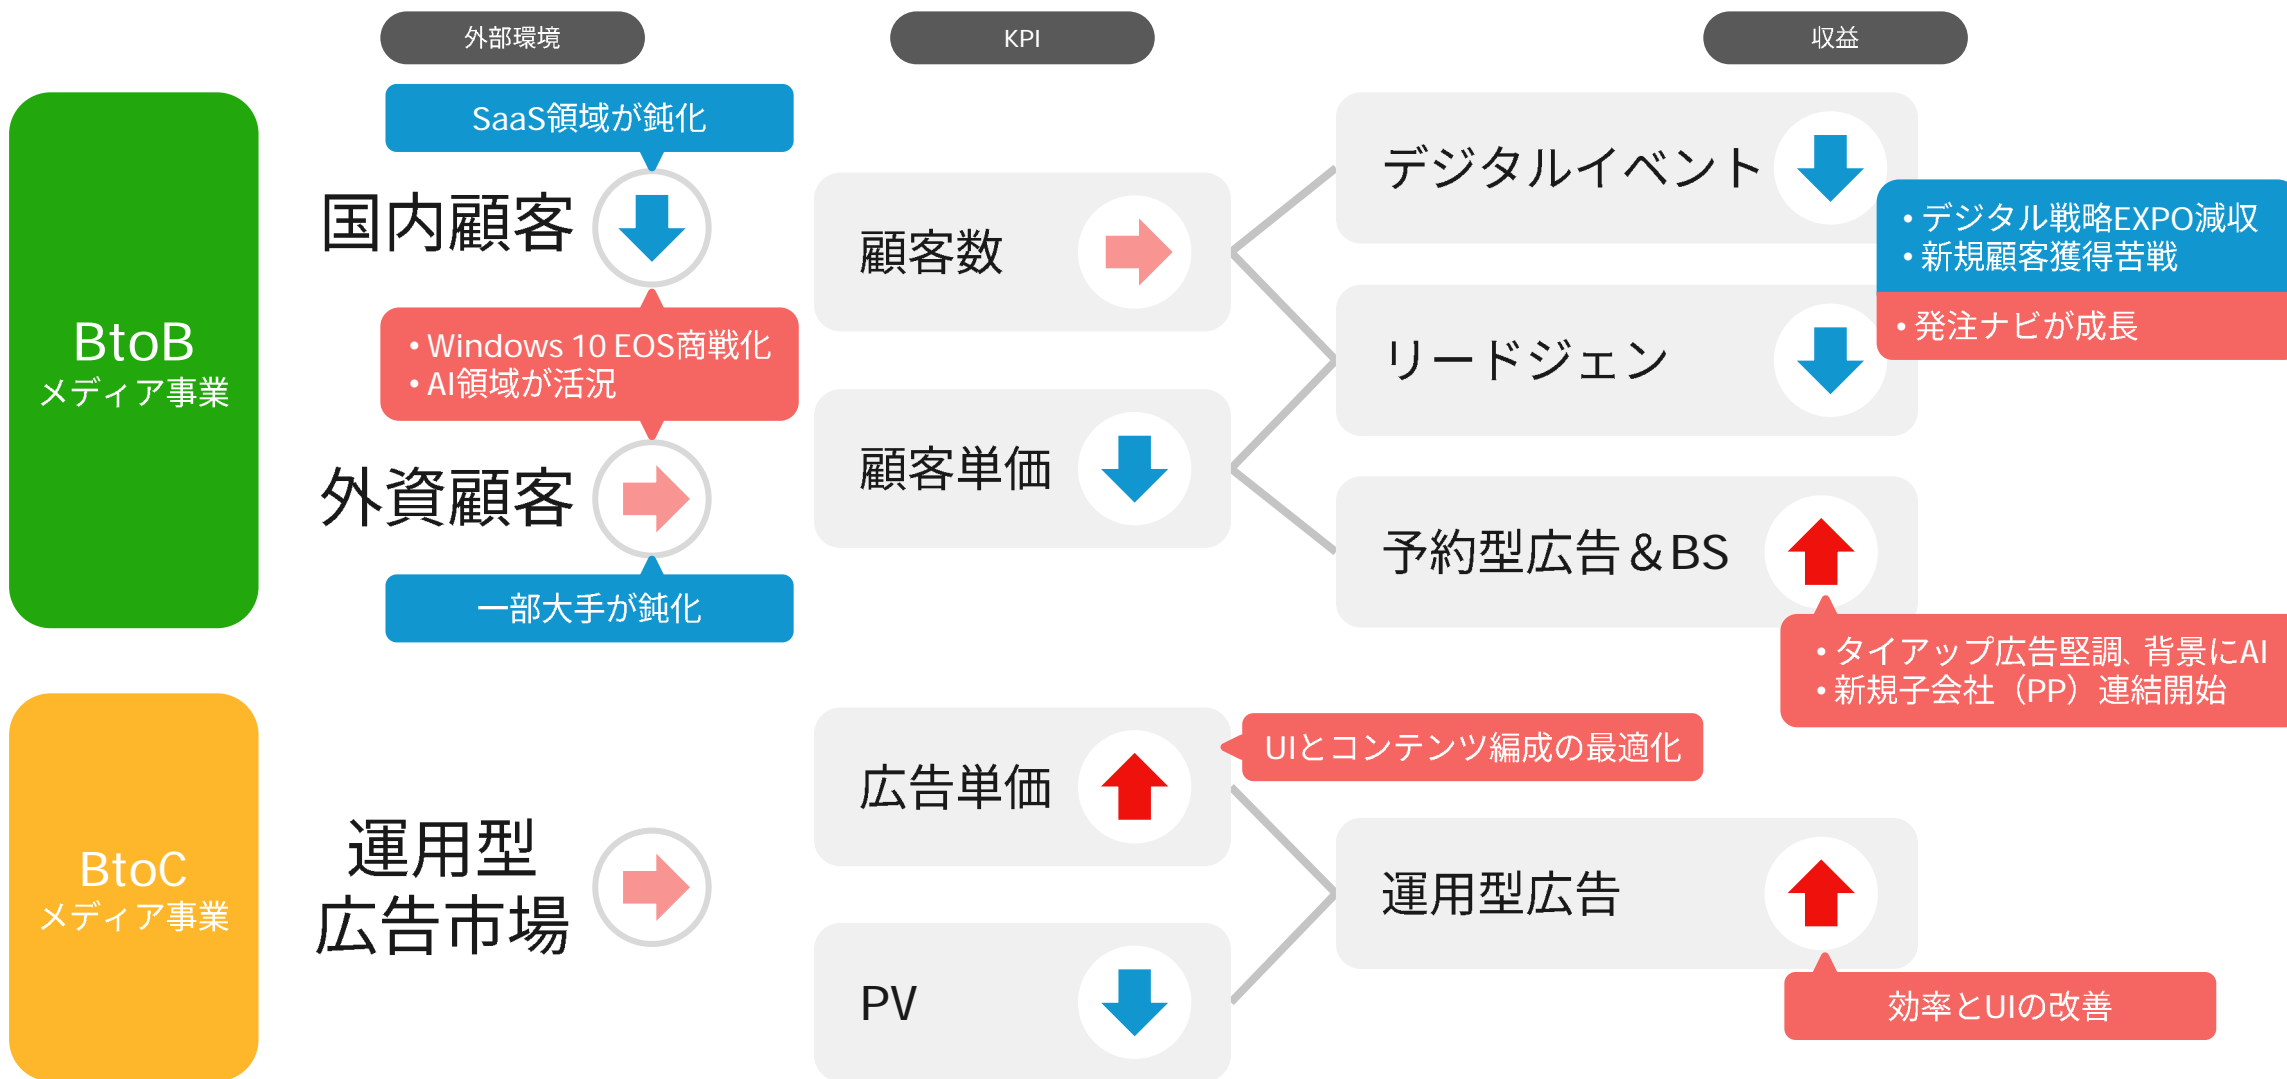 外部環境
KPI
収益
BtoB
メディア事業
SaaS領域が鈍化
国内顧客
• Windows 10 EOS商戦化
• AI領域が活況
外資顧客
一部大手が鈍化
顧客数
顧客単価
デジタルイベント
• デジタル戦略EXPO減収
• 新規顧客獲得苦戦
• 発注ナビが成長
リードジェン
予約型広告＆BS
• タイアップ広告堅調、背景にAI
• 新規子会社（PP）連結開始
BtoC
メディア事業
運用型
広告市場
広告単価
UIとコンテンツ編成の最適化
PV
運用型広告
効率とUIの改善